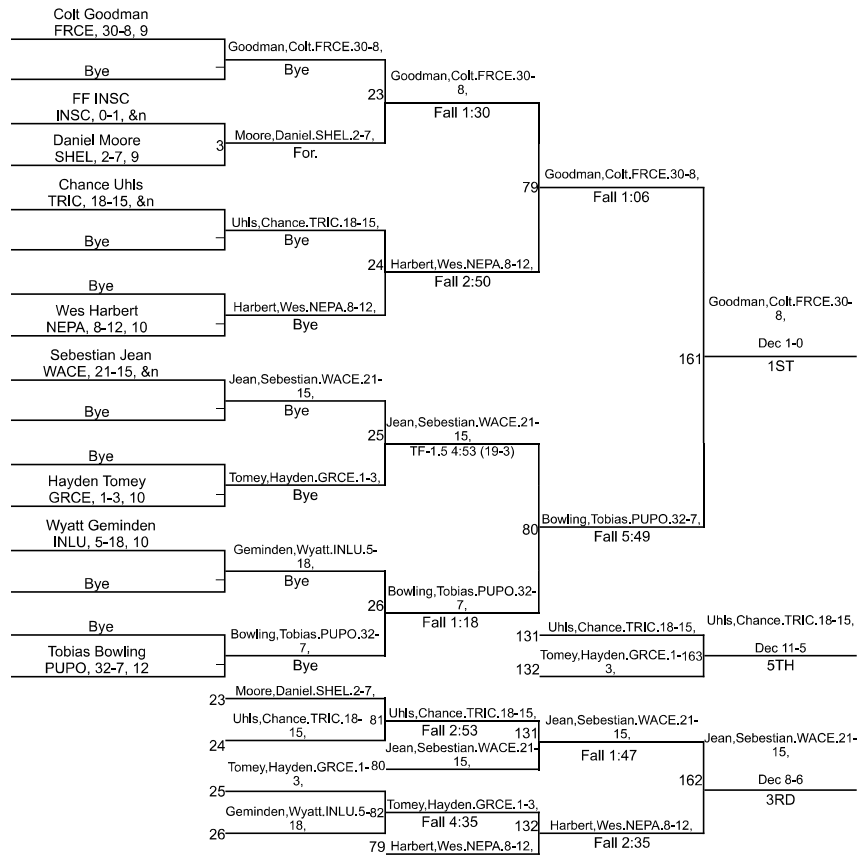 Colt Goodman
FRCE, 30-8, 9
Goodman,Colt.FRCE.30-8,
Bye
Bye
FF INSC
INSC, 0-1, &n
23
Goodman,Colt.FRCE.30-
8,
Fall 1:30
Daniel Moore
SHEL, 2-7, 9
3
Moore,Daniel.SHEL.2-7,
For.
Chance Uhls
TRIC, 18-15, &n
79
Goodman,Colt.FRCE.30-8,
Fall 1:06
Uhls,Chance.TRIC.18-15,
Bye
Bye
24
Harbert,Wes.NEPA.8-12,
Fall 2:50
Bye
Harbert,Wes.NEPA.8-12,
Bye
Wes Harbert
NEPA, 8-12, 10
Goodman,Colt.FRCE.30-
8,
161
Dec 1-0
1ST
Sebestian Jean
WACE, 21-15, &n
Jean,Sebestian.WACE.21-
15,
Bye
Bye
25
Jean,Sebestian.WACE.21-
15,
TF-1.5 4:53 (19-3)
Bye
Hayden Tomey
GRCE, 1-3, 10
Tomey,Hayden.GRCE.1-3,
Bye
80
Bowling,Tobias.PUPO.32-7,
Fall 5:49
Wyatt Geminden
INLU, 5-18, 10
Geminden,Wyatt.INLU.5-
18,
Bye
Bye
26
Bowling,Tobias.PUPO.32-
7,
Fall 1:18
Bye
Tobias Bowling
PUPO, 32-7, 12
Bowling,Tobias.PUPO.32-
7,
Bye
131
Uhls,Chance.TRIC.18-15,
Uhls,Chance.TRIC.18-15,
132
Tomey,Hayden.GRCE.1-
3,
163
Dec 11-5
5TH
23
Moore,Daniel.SHEL.2-7,
24
Uhls,Chance.TRIC.18-
15,
81
Uhls,Chance.TRIC.18-15,
Fall 2:53
80
Jean,Sebestian.WACE.21-
15,
131
Jean,Sebestian.WACE.21-
15,
Fall 1:47
25
Tomey,Hayden.GRCE.1-
3,
26
Geminden,Wyatt.INLU.5-
18,
82
Tomey,Hayden.GRCE.1-3,
Fall 4:35
79
Harbert,Wes.NEPA.8-12,
132
Harbert,Wes.NEPA.8-12,
Fall 2:35
162
Jean,Sebestian.WACE.21-
15,
Dec 8-6
3RD